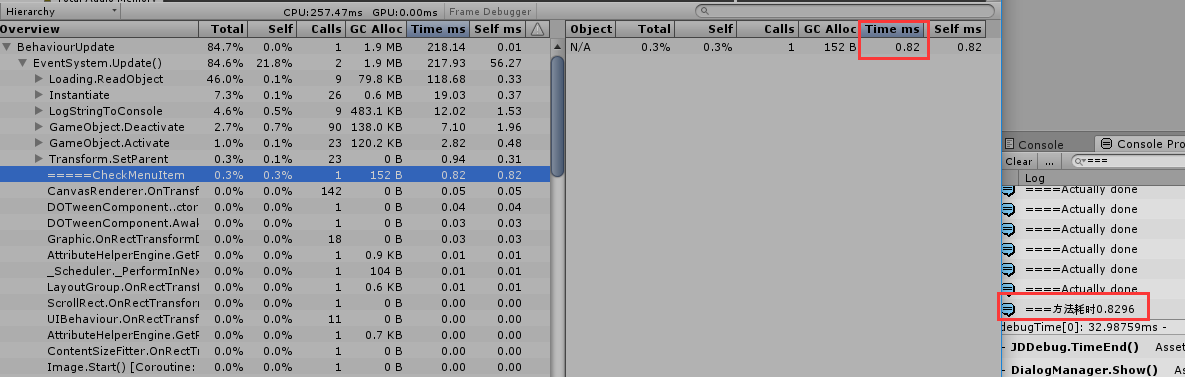 Total Audio Memory
Hierarchy CPU:257.47ms GPU:0.00ms Frame Debugger
Overview Total Self Calls GC Alloc Time ms Self ms
BehaviourUpdate 84.7% 0.0% 1 1.9 MB 218.14 0.01
EventSystem.Update() 84.6% 21.8% 2 1.9 MB 217.93 56.27
Loading.ReadObject 46.0% 0.1% 9 79.8 KB 118.68 0.33
Instantiate 7.3% 0.1% 26 0.6 MB 19.03 0.37
LogStringToConsole 4.6% 0.5% 9 483.1 KB 12.02 1.53
GameObject.Deactivate 2.7% 0.7% 90 138.0 KB 7.10 1.96
GameObject.Activate 1.0% 0.1% 23 120.2 KB 2.82 0.48
Transform.SetParent 0.3% 0.1% 23 0 B 0.94 0.31
=====CheckMenuItem 0.3% 0.3% 1 152 B 0.82 0.82
CanvasRenderer.OnTransf 0.0% 0.0% 142 0 B 0.05 0.05
DOTweenComponent..ctor 0.0% 0.0% 1 0 B 0.04 0.04
DOTweenComponent.Awak 0.0% 0.0% 1 0 B 0.03 0.03
Graphic.OnRectTransformD 0.0% 0.0% 18 0 B 0.03 0.03
AttributeHelperEngine.GetF 0.0% 0.0% 1 0.9 KB 0.01 0.01
_Scheduler._PerformInNex 0.0% 0.0% 1 104 B 0.01 0.01
LayoutGroup.OnRectTransf 0.0% 0.0% 1 0.6 KB 0.01 0.01
ScrollRect.OnRectTransfor 0.0% 0.0% 1 0 B 0.00 0.00
UIBehaviour.OnRectTransf 0.0% 0.0% 11 0 B 0.00 0.00
AttributeHelperEngine.GetF 0.0% 0.0% 1 0.7 KB 0.00 0.00
ContentSizeFitter.OnRectT 0.0% 0.0% 1 0 B 0.00 0.00
Image.Start() [Coroutine: 0.0% 0.0% 1 0 B 0.00 0.00
Object Total Self Calls GC Alloc Time ms Self ms
N/A 0.3% 0.3% 1 152 B 0.82 0.82
Console Console Pro
Clear ... ===
Log
====Actually done
====Actually done
====Actually done
====Actually done
====Actually done
====Actually done
===方法耗时0.8296
debugTime[0]: 32.98759ms -
- JDDebug.TimeEnd() Asset
- DialogManager.Show() Asse